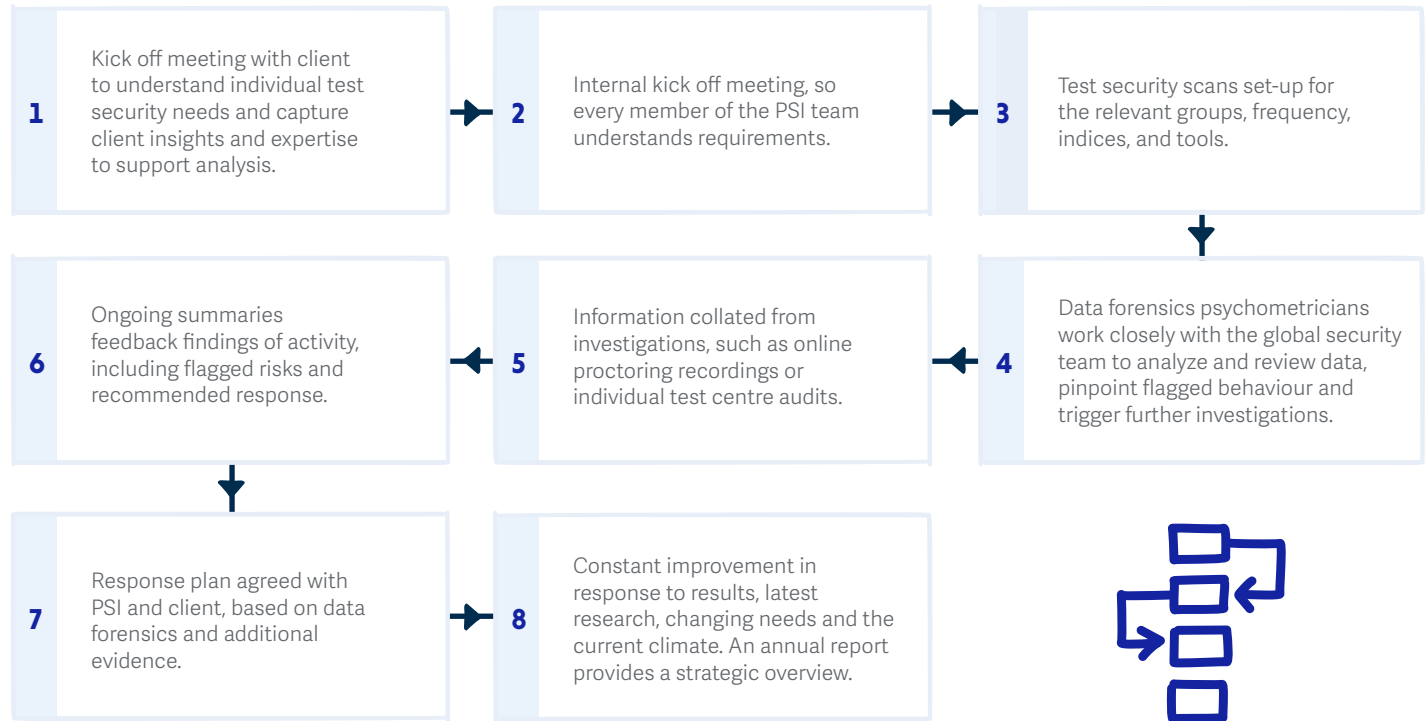 1
Kick off meeting with client
to understand individual test
security needs and capture
client insights and expertise
to support analysis.
2
Internal kick off meeting, so
every member of the PSI team
understands requirements.
3
Test security scans set-up for
the relevant groups, frequency,
indices, and tools.
4
Data forensics psychometricians
work closely with the global security
team to analyze and review data,
pinpoint flagged behaviour and
trigger further investigations.
5
Information collated from
investigations, such as online
proctoring recordings or
individual test centre audits.
6
Ongoing summaries
feedback findings of activity,
including flagged risks and
recommended response.
7
Response plan agreed with
PSI and client, based on data
forensics and additional
evidence.
8
Constant improvement in
response to results, latest
research, changing needs and the
current climate. An annual report
provides a strategic overview.